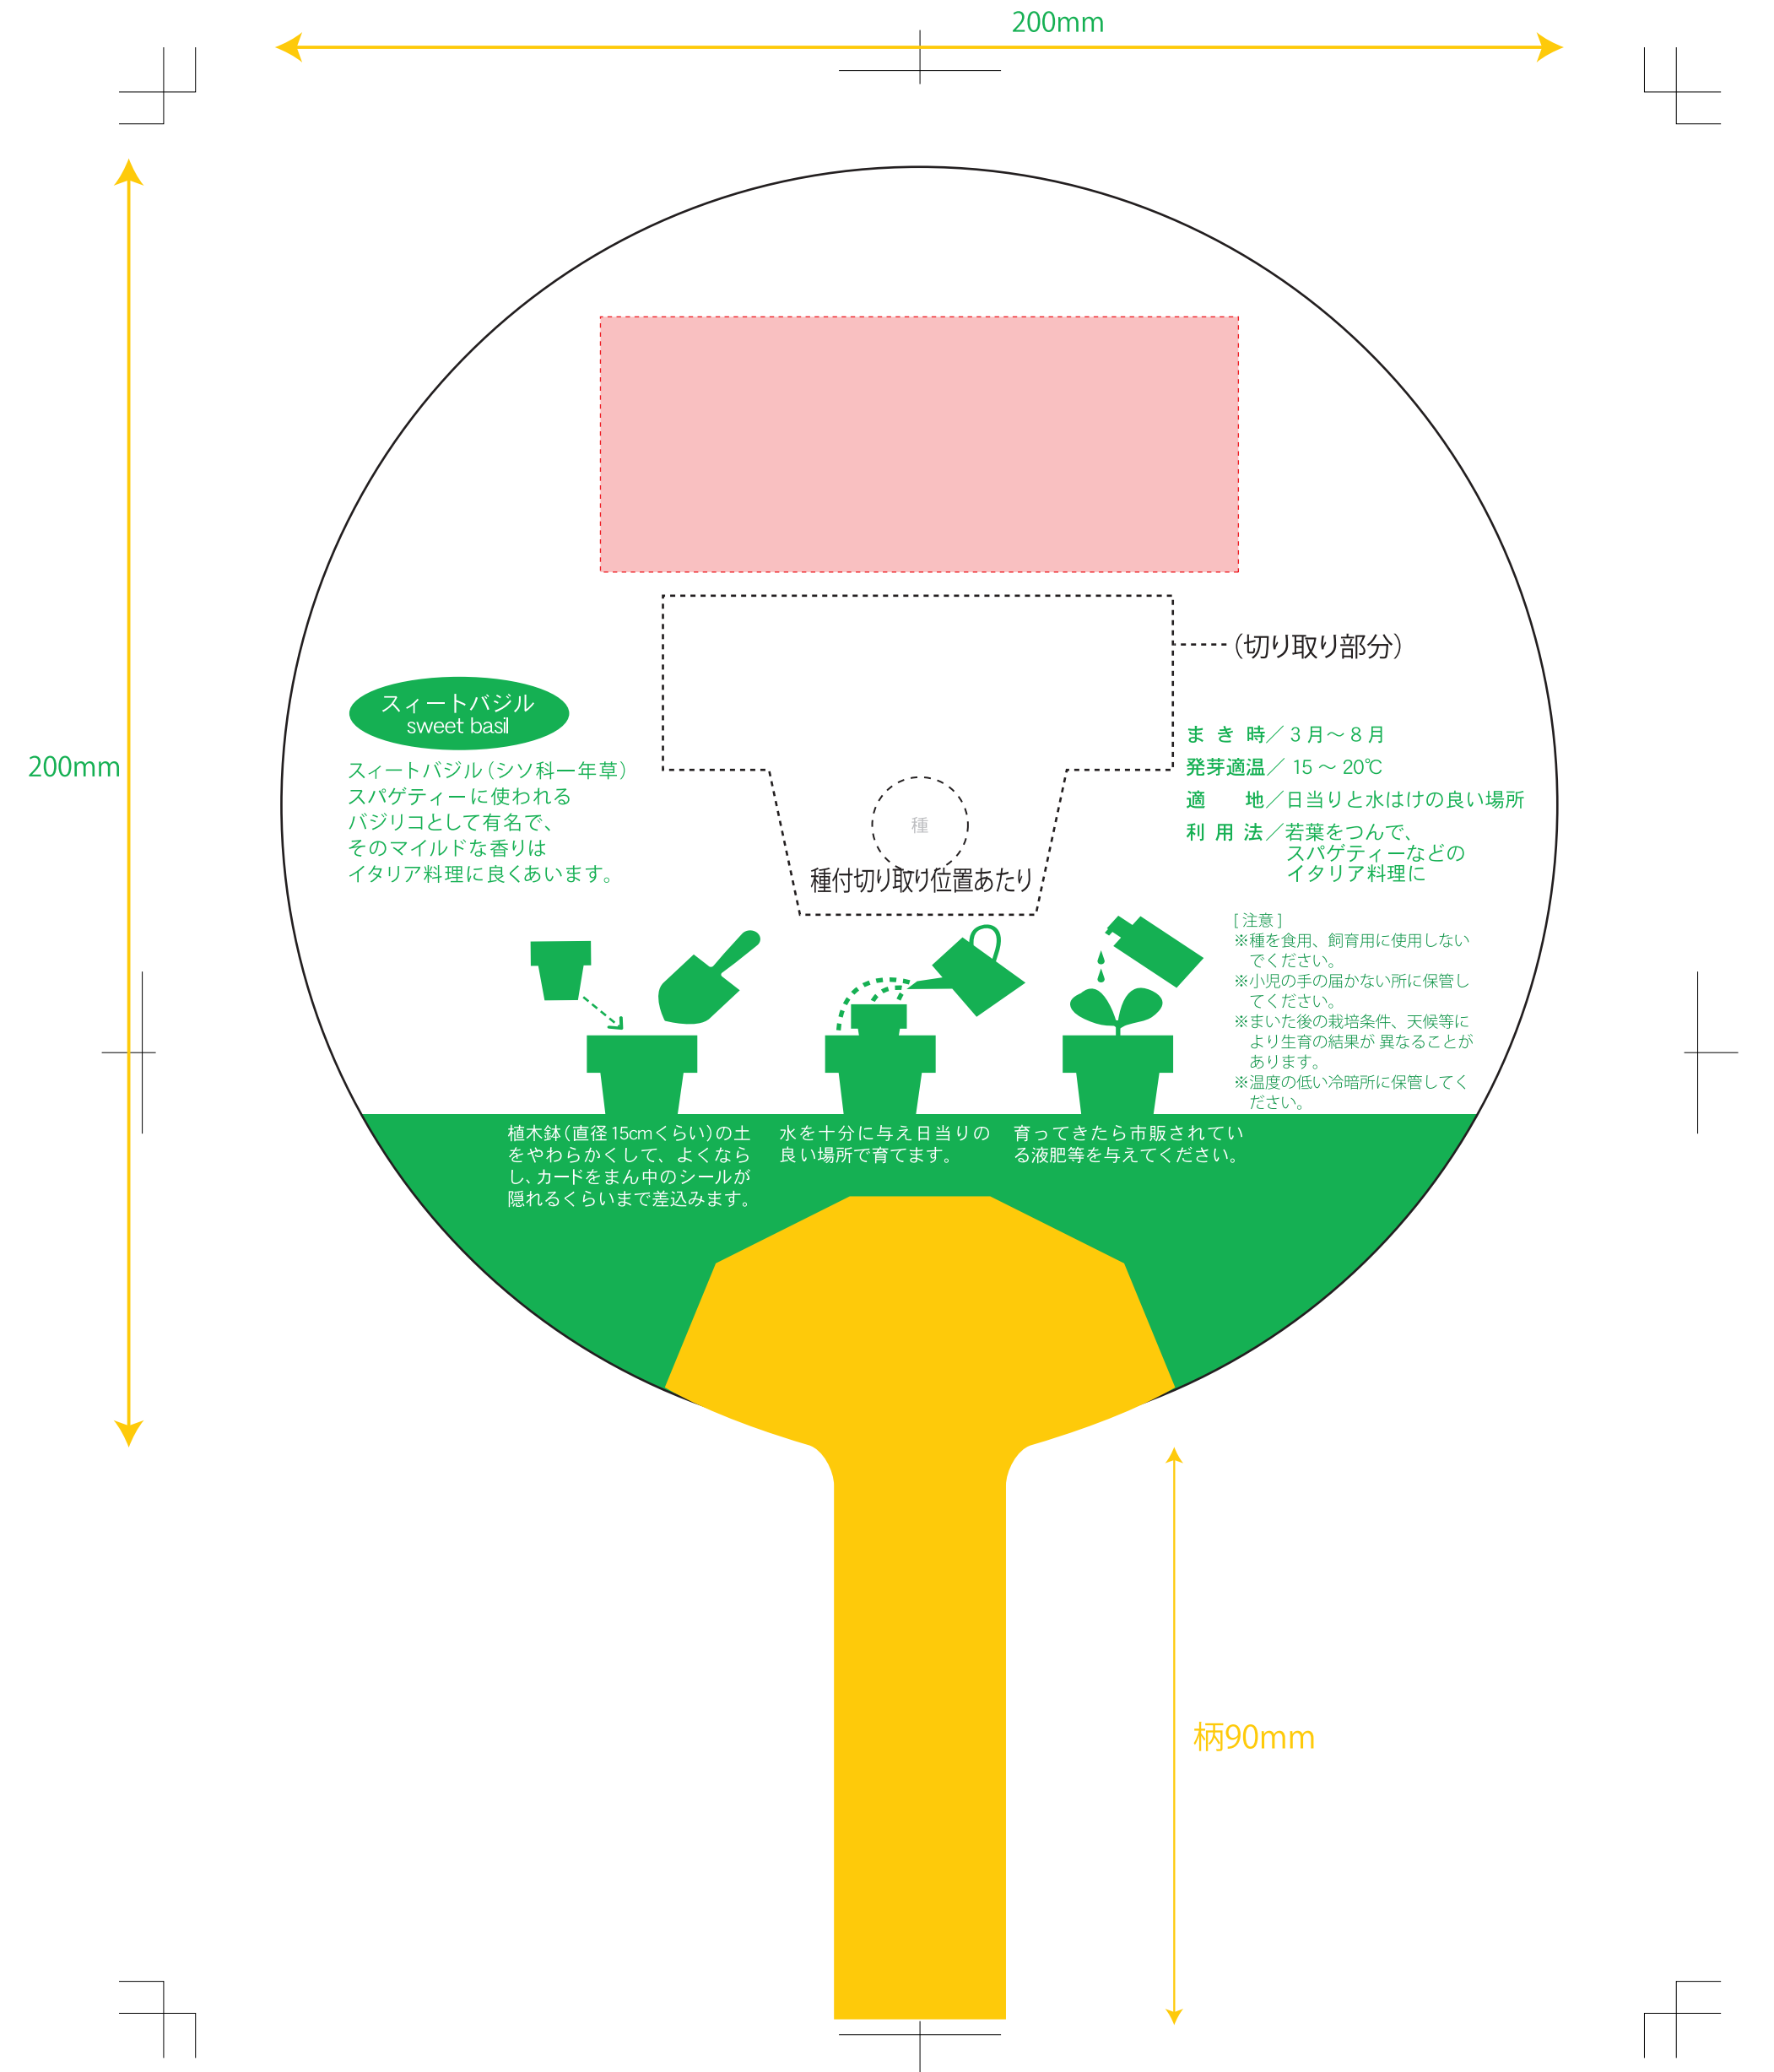 200mm
200mm
(切り取り部分)
スィートバジル
sweet basil
スィートバジル(シソ科一年草)
スパゲティーに使われる
バジリコとして有名で、
そのマイルドな香りは
イタリア料理に良くあいます。
種
種付切り取り位置あたり
まき時／3月〜8月
発芽適温／15〜20℃
適地／日当りと水はけの良い場所
利用法／若葉をつんで、
スパゲティーなどの
イタリア料理に
[注意]
※種を食用、飼育用に使用しない
でください。
※小児の手の届かない所に保管し
てください。
※まいた後の栽培条件、天候等に
より生育の結果が 異なることが
あります。
※温度の低い冷暗所に保管してく
ださい。
植木鉢(直径15cmくらい)の土
をやわらかくして、よくなら
し、カードをまん中のシールが
隠れるくらいまで差込みます。
水を十分に与え日当りの
良い場所で育てます。
育ってきたら市販されてい
る液肥等を与えてください。
柄90mm